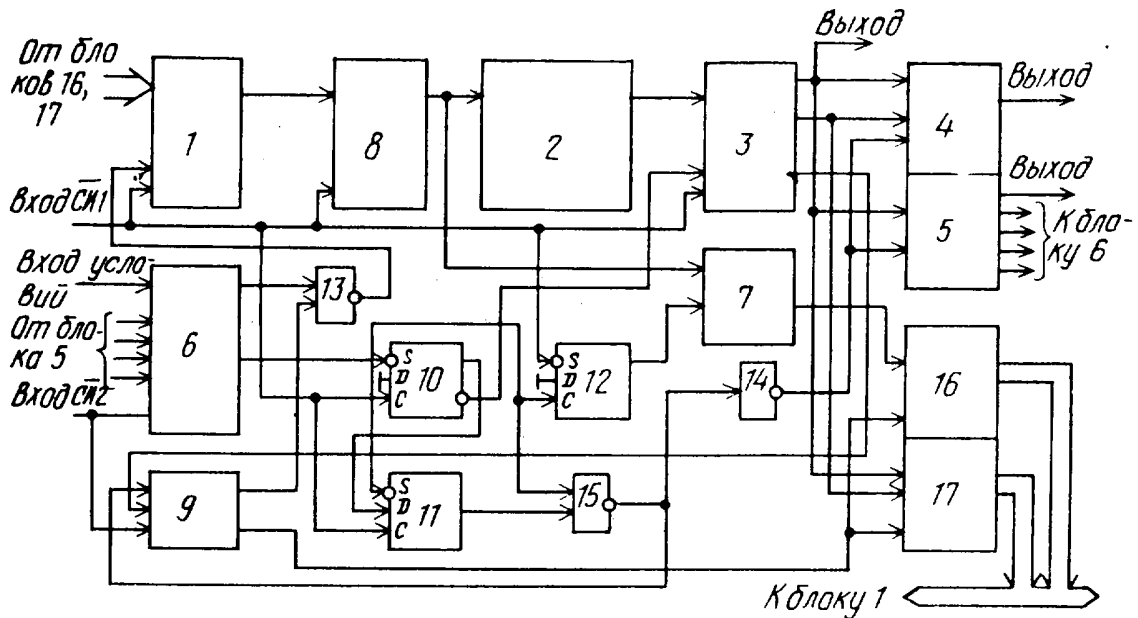 От бло
ков 16,
17
1
8
2
3
Выход
4
Выход
5
Выход
К бло-
ку 6
Вход С̅И̅1
Вход усло-
вий
От бло-
ка 5
Вход С̅И̅2
6
13
S
D 10
C
S
D 12
C
7
14
16
17
9
S
D 11
C
15
К блоку 1